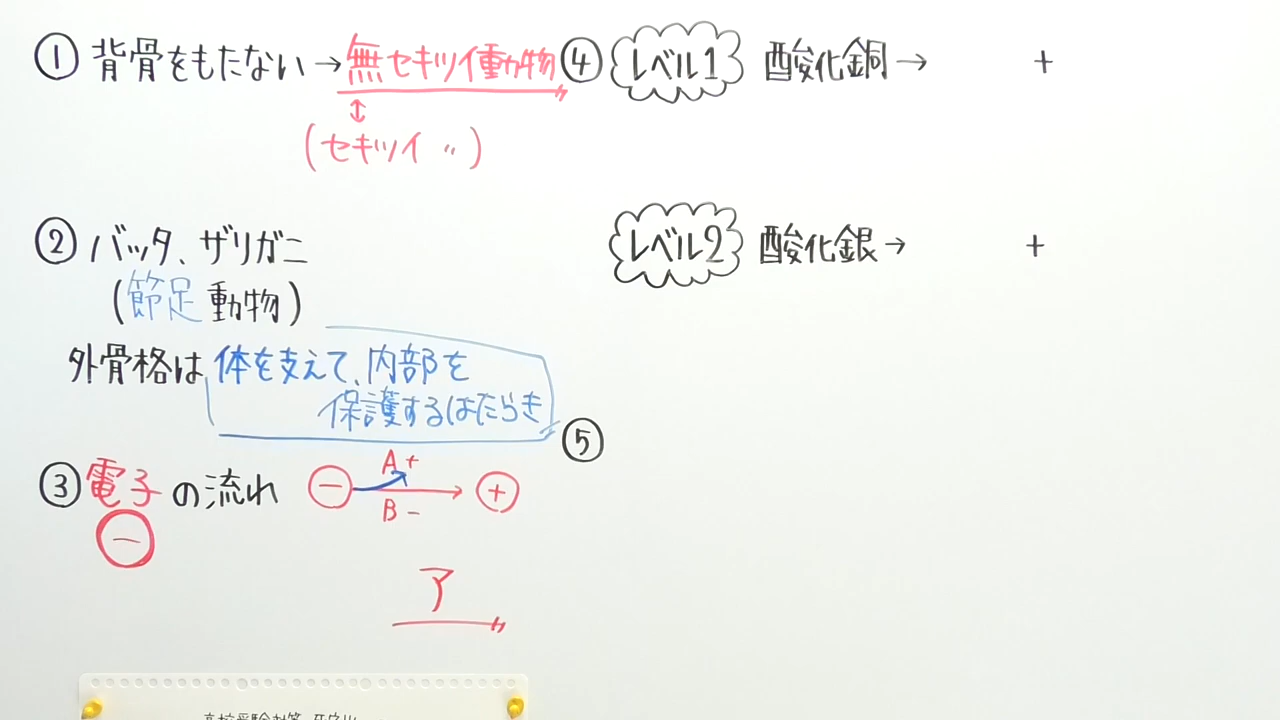 ① 背骨をもたない→無セキツイ動物
↕
(セキツイ 〃)
② バッタ、ザリガニ
(節足動物)
外骨格は体を支えて、内部を
保護するはたらき
③ 電子の流れ ⊖ → ⊕
A+
B-
⊖
ア
④ レベル1 酸化銅→ +
レベル2 酸化銀→ +
⑤